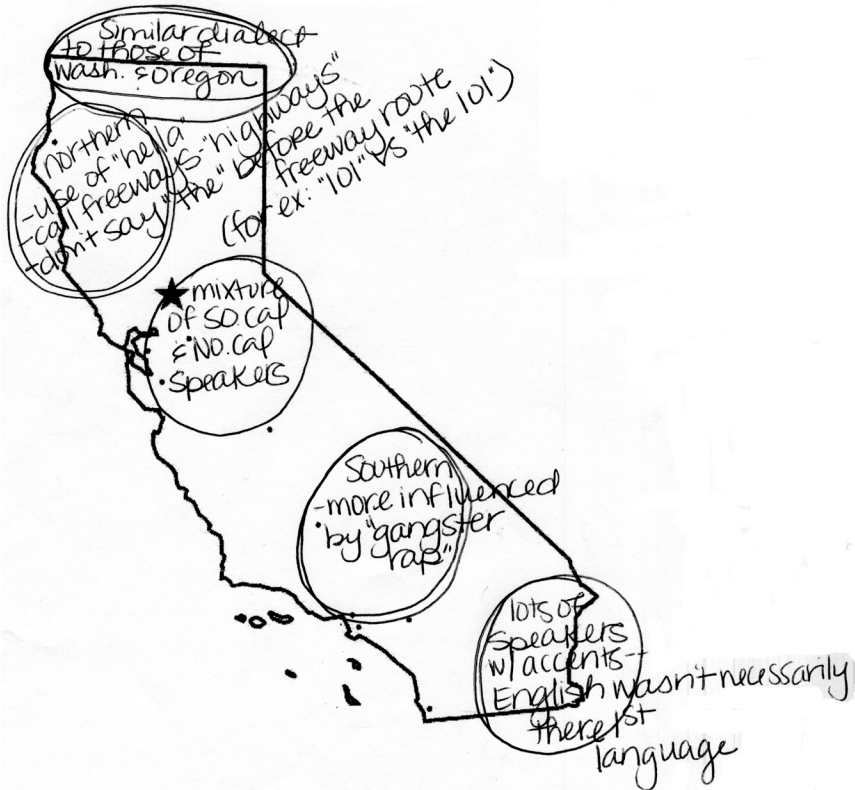 Similar dialect
to those of
wash. & oregon
northern
-use of "hella"
-call freeways-"highways"
-don't say "the" before the
freeway route
(for ex: "101" vs "the 101")
mixture
of SO.Cal
& NO.Cal
speakers
Southern
-more influenced
by "gangster
rap"
lots of
speakers
w/ accents-
English wasn't necessarily
there 1st
language